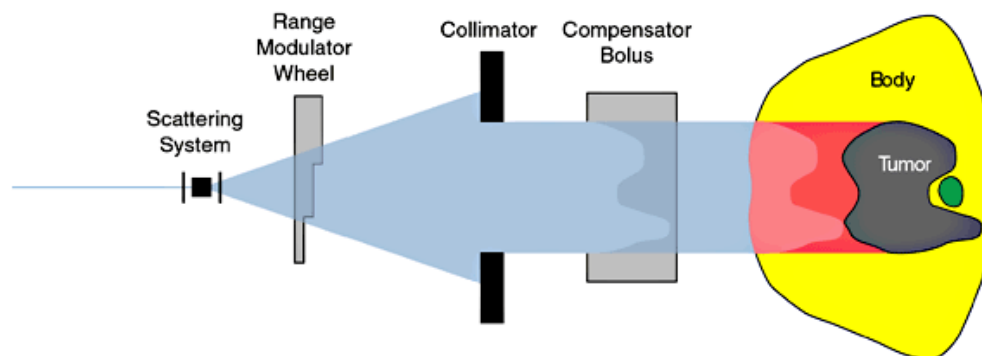 Range
Modulator
Wheel
Collimator
Compensator
Bolus
Body
Scattering
System
Tumor